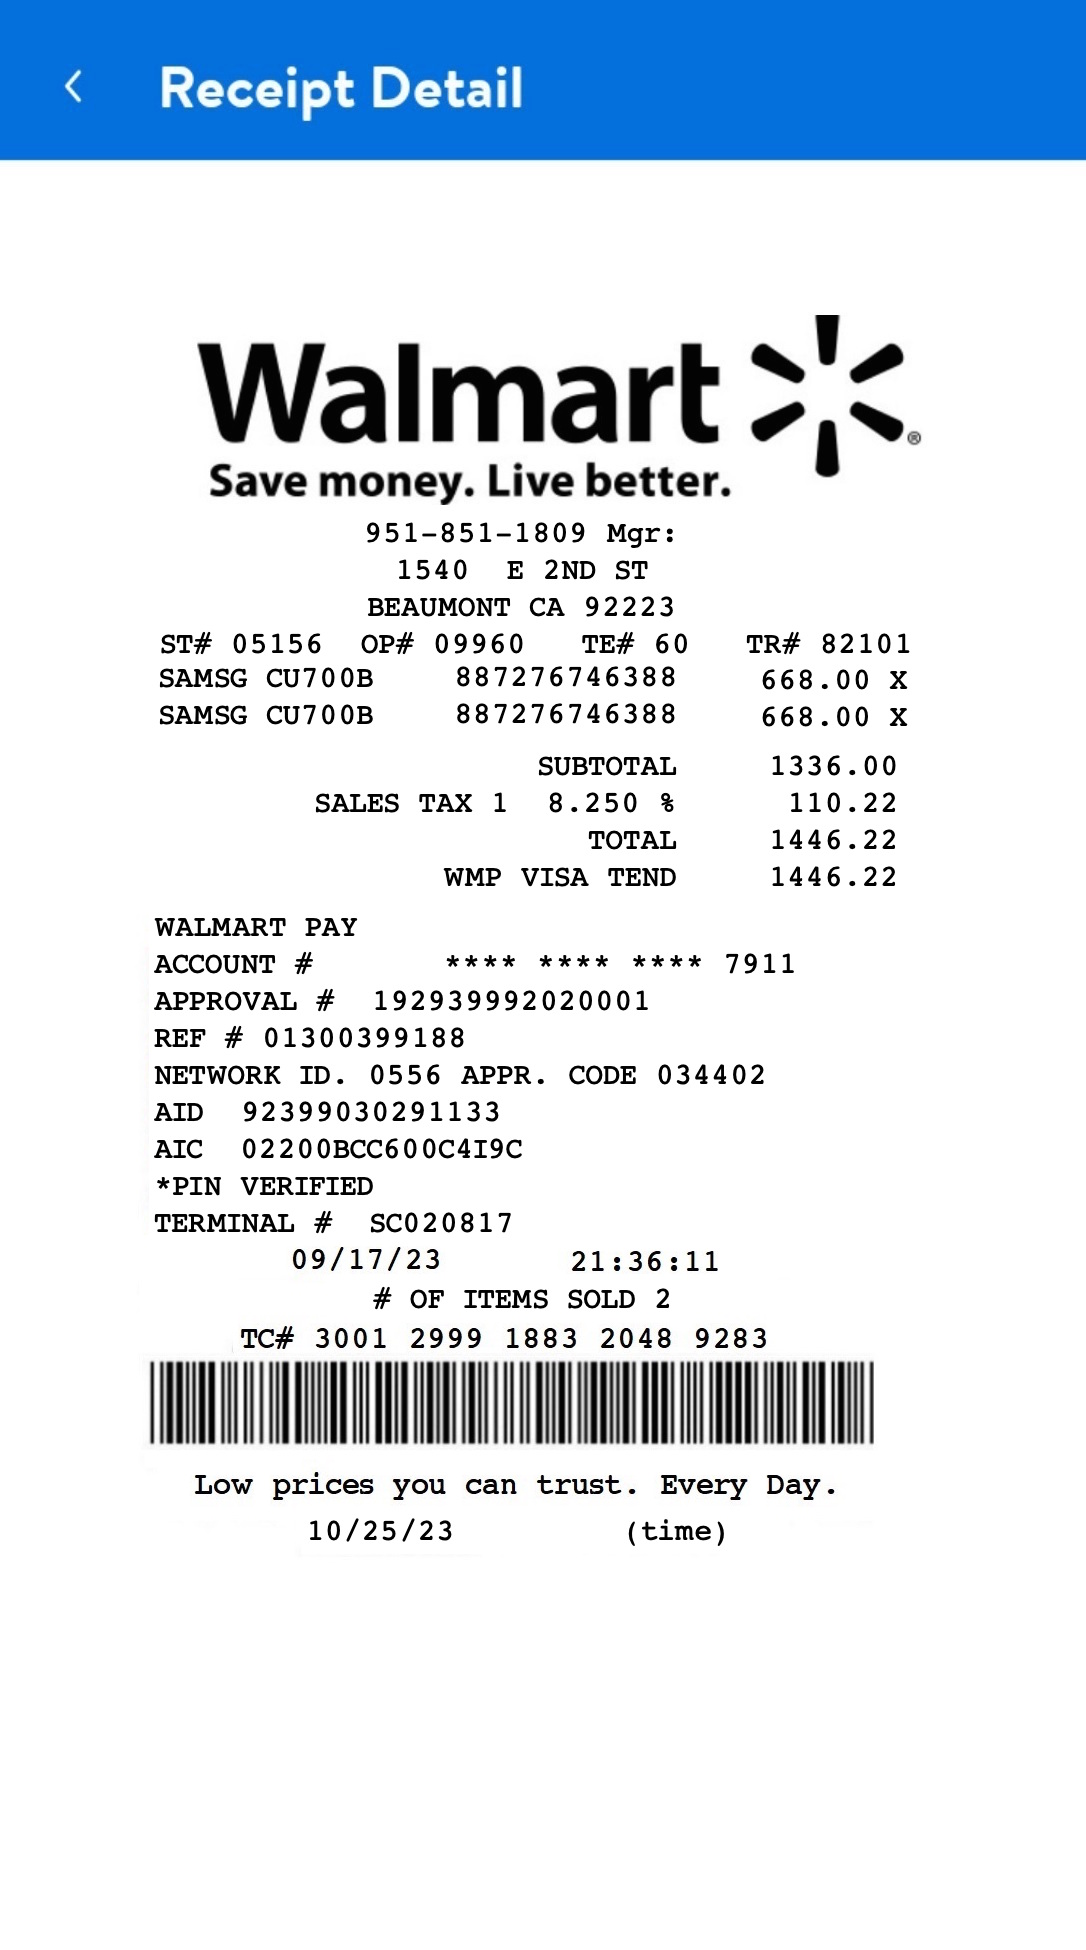 Receipt Detail
Walmart ®
Save money. Live better.
951-851-1809 Mgr:
1540 E 2ND ST
BEAUMONT CA 92223
ST# 05156 OP# 09960 TE# 60 TR# 82101
SAMSG CU700B 887276746388 668.00 X
SAMSG CU700B 887276746388 668.00 X
SUBTOTAL 1336.00
SALES TAX 1 8.250 % 110.22
TOTAL 1446.22
WMP VISA TEND 1446.22
WALMART PAY
ACCOUNT # **** **** **** 7911
APPROVAL # 192939992020001
REF # 01300399188
NETWORK ID. 0556 APPR. CODE 034402
AID 92399030291133
AIC 02200BCC600C4I9C
*PIN VERIFIED
TERMINAL # SC020817
09/17/23 21:36:11
# OF ITEMS SOLD 2
TC# 3001 2999 1883 2048 9283
Low prices you can trust. Every Day.
10/25/23 (time)